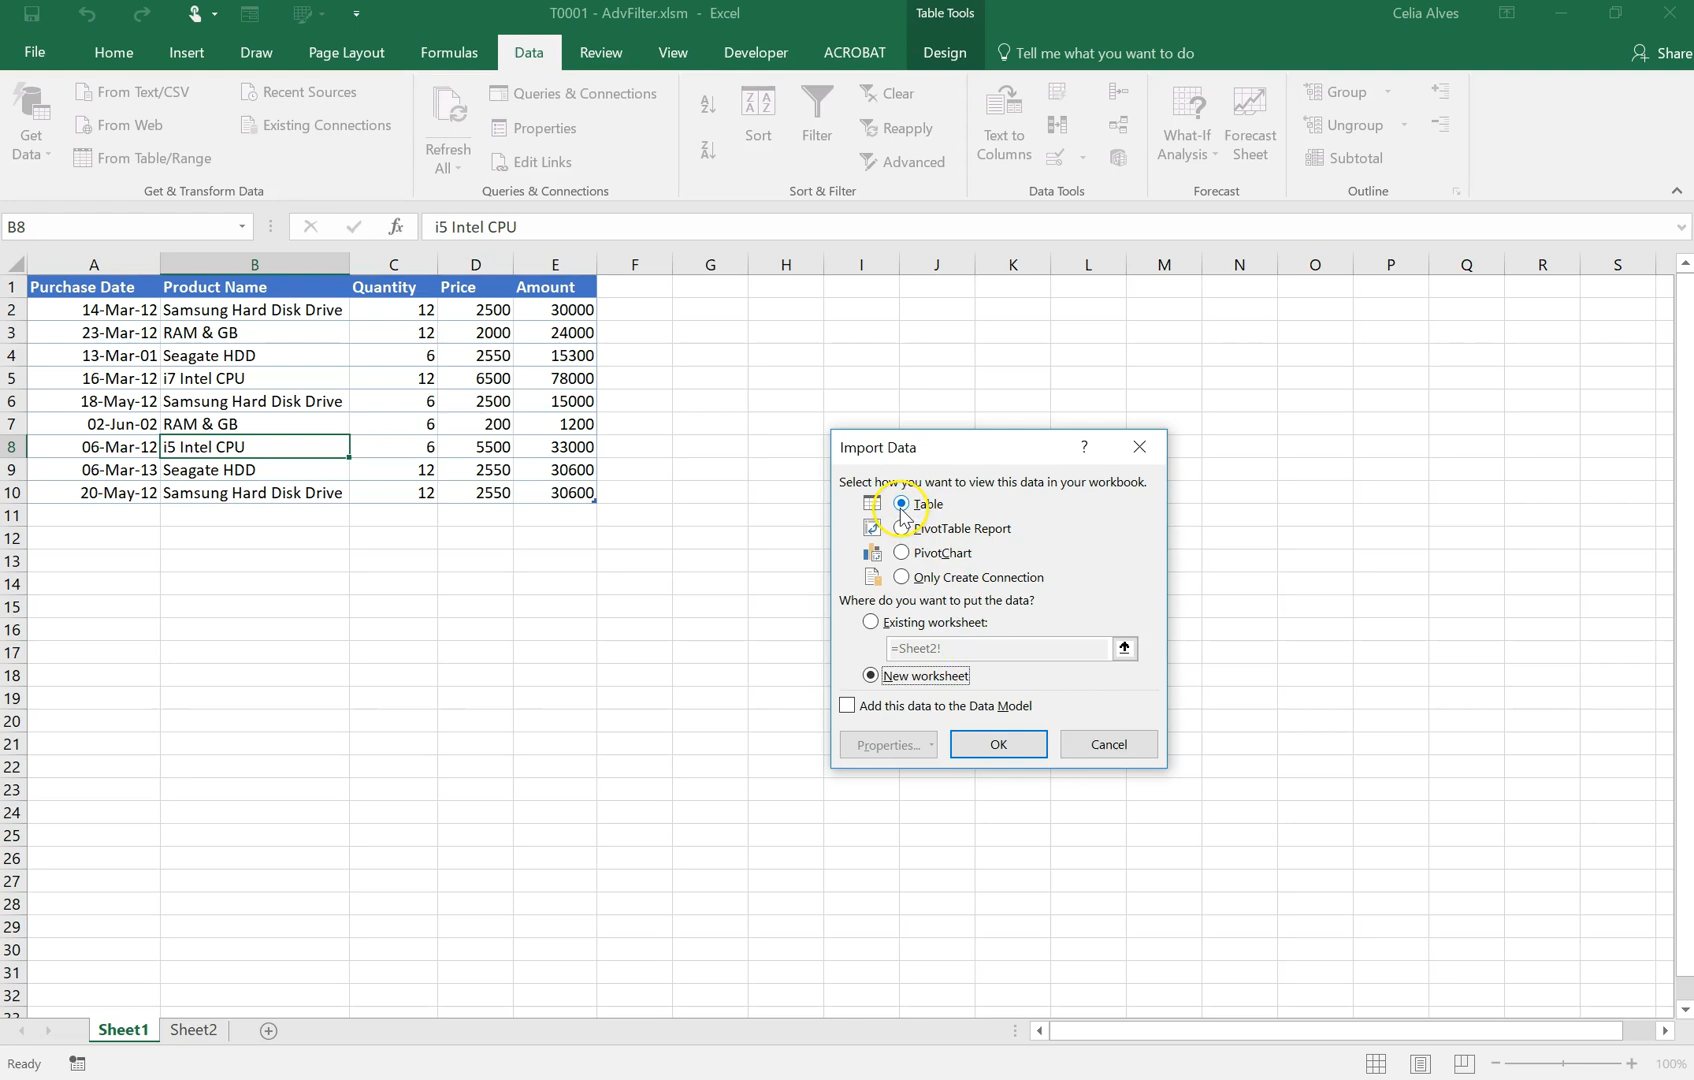 T0001 - AdvFilter.xlsm - Excel
Table Tools
Celia Alves
File Home Insert Draw Page Layout Formulas Data Review View Developer ACROBAT Design Tell me what you want to do Share
Get Data
From Text/CSV
From Web
From Table/Range
Recent Sources
Existing Connections
Get & Transform Data
Refresh All
Queries & Connections
Properties
Edit Links
Queries & Connections
Sort
Filter
Clear
Reapply
Advanced
Sort & Filter
Text to Columns
Data Tools
What-If Analysis
Forecast Sheet
Forecast
Group
Ungroup
Subtotal
Outline
B8
fx
i5 Intel CPU
A B C D E F G H I J K L M N O P Q R S
1 Purchase Date Product Name Quantity Price Amount
2 14-Mar-12 Samsung Hard Disk Drive 12 2500 30000
3 23-Mar-12 RAM & GB 12 2000 24000
4 13-Mar-01 Seagate HDD 6 2550 15300
5 16-Mar-12 i7 Intel CPU 12 6500 78000
6 18-May-12 Samsung Hard Disk Drive 6 2500 15000
7 02-Jun-02 RAM & GB 6 200 1200
8 06-Mar-12 i5 Intel CPU 6 5500 33000
9 06-Mar-13 Seagate HDD 12 2550 30600
10 20-May-12 Samsung Hard Disk Drive 12 2550 30600
11
12
13
14
15
16
17
18
19
20
21
22
23
24
25
26
27
28
29
30
31
32
Import Data ?
Select how you want to view this data in your workbook.
Table
PivotTable Report
PivotChart
Only Create Connection
Where do you want to put the data?
Existing worksheet:
=Sheet2!
New worksheet
Add this data to the Data Model
Properties... OK Cancel
Sheet1 Sheet2
Ready
100%